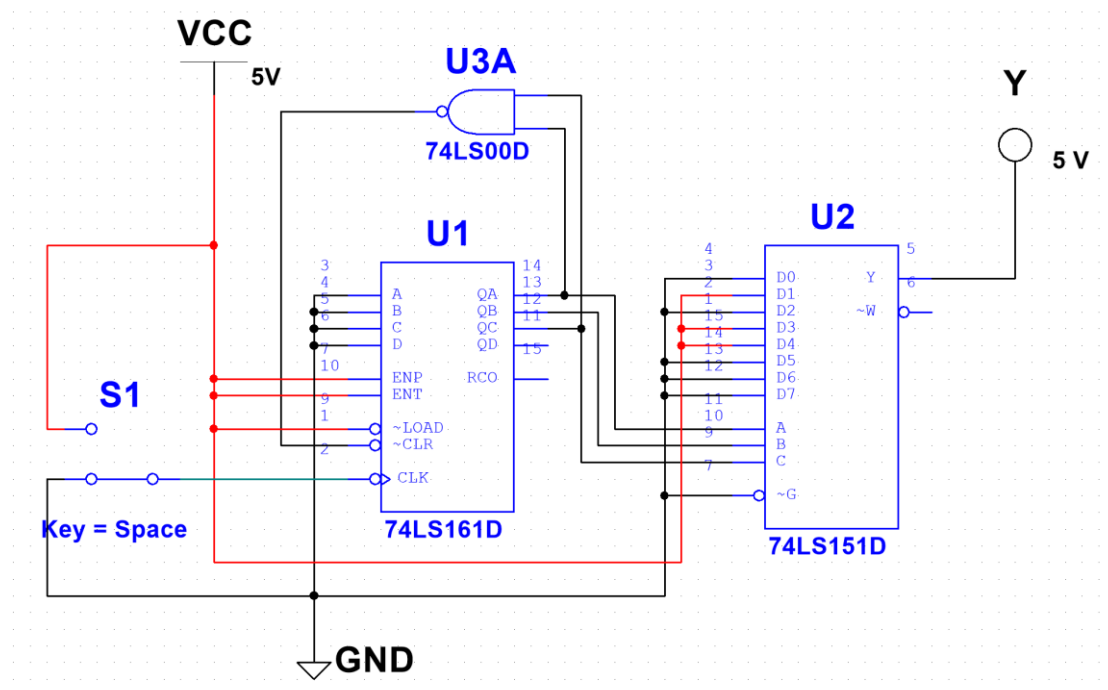 VCC
5V
U3A
74LS00D
Y
5 V
U1
3
4
5
6
7
10
9
1
2
A
B
C
D
ENP
ENT
~LOAD
~CLR
CLK
QA
QB
QC
QD
RCO
14
13
12
11
15
74LS161D
S1
Key = Space
U2
4
3
2
1
15
14
13
12
11
10
9
7
D0
D1
D2
D3
D4
D5
D6
D7
A
B
C
~G
Y
~W
5
6
74LS151D
GND